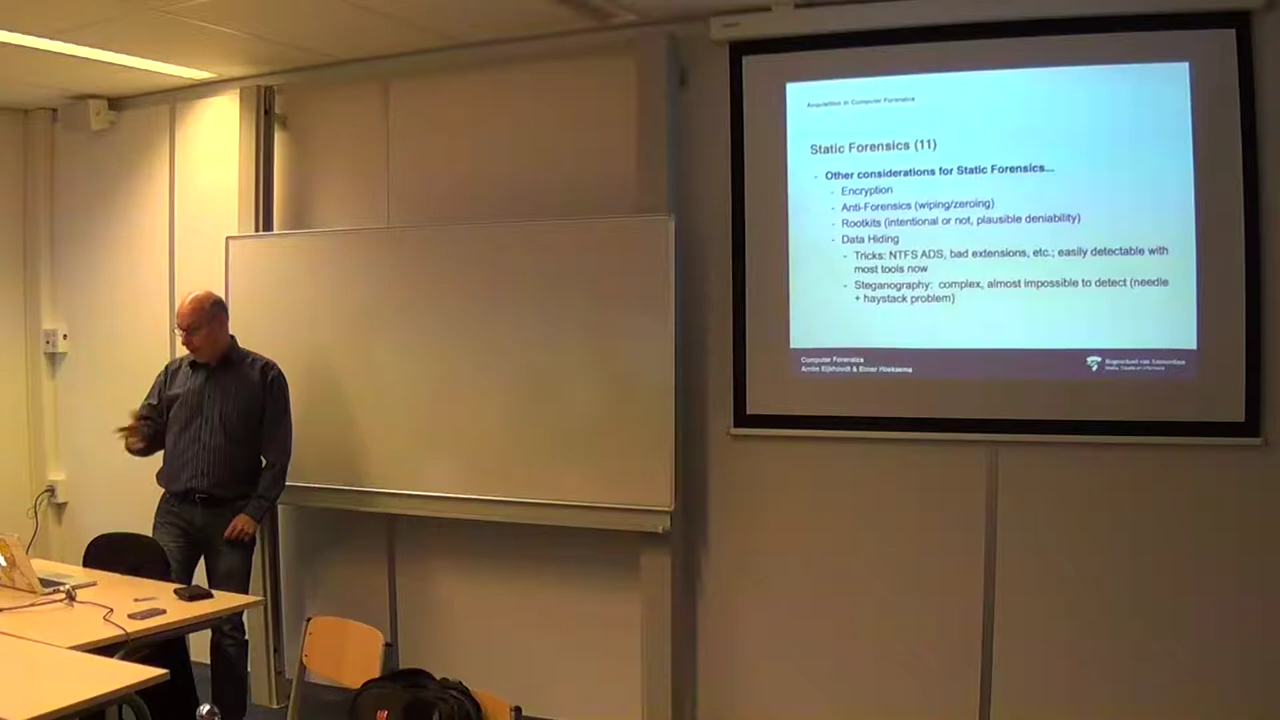 Acquisition in Computer Forensics
Static Forensics (11)
- Other considerations for Static Forensics...
- Encryption
- Anti-Forensics (wiping/zeroing)
- Rootkits (intentional or not, plausible deniability)
- Data Hiding
- Tricks: NTFS ADS, bad extensions, etc.; easily detectable with
most tools now
- Steganography: complex, almost impossible to detect (needle
+ haystack problem)
Computer Forensics
Arnim Eijkhoudt & Elmer Hoeksema
Hogeschool van Amsterdam